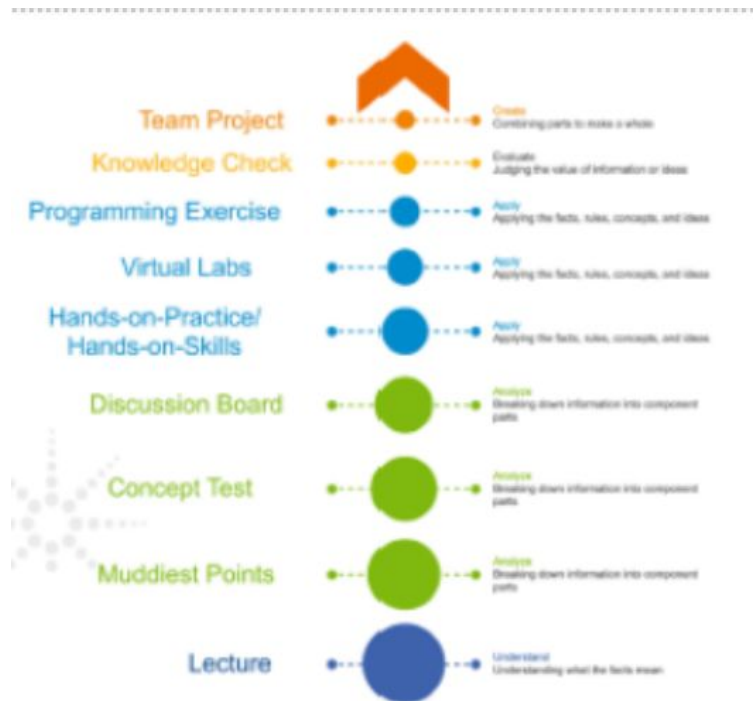 Team Project
Create
Combining parts to make a whole
Knowledge Check
Evaluate
Judging the value of information or ideas
Programming Exercise
Apply
Applying the facts, rules, concepts, and ideas
Virtual Labs
Apply
Applying the facts, rules, concepts, and ideas
Hands-on-Practice/
Hands-on-Skills
Apply
Applying the facts, rules, concepts, and ideas
Discussion Board
Analyze
Breaking down information into component
parts
Concept Test
Analyze
Breaking down information into component
parts
Muddiest Points
Analyze
Breaking down information into component
parts
Lecture
Understand
Understanding what the facts mean